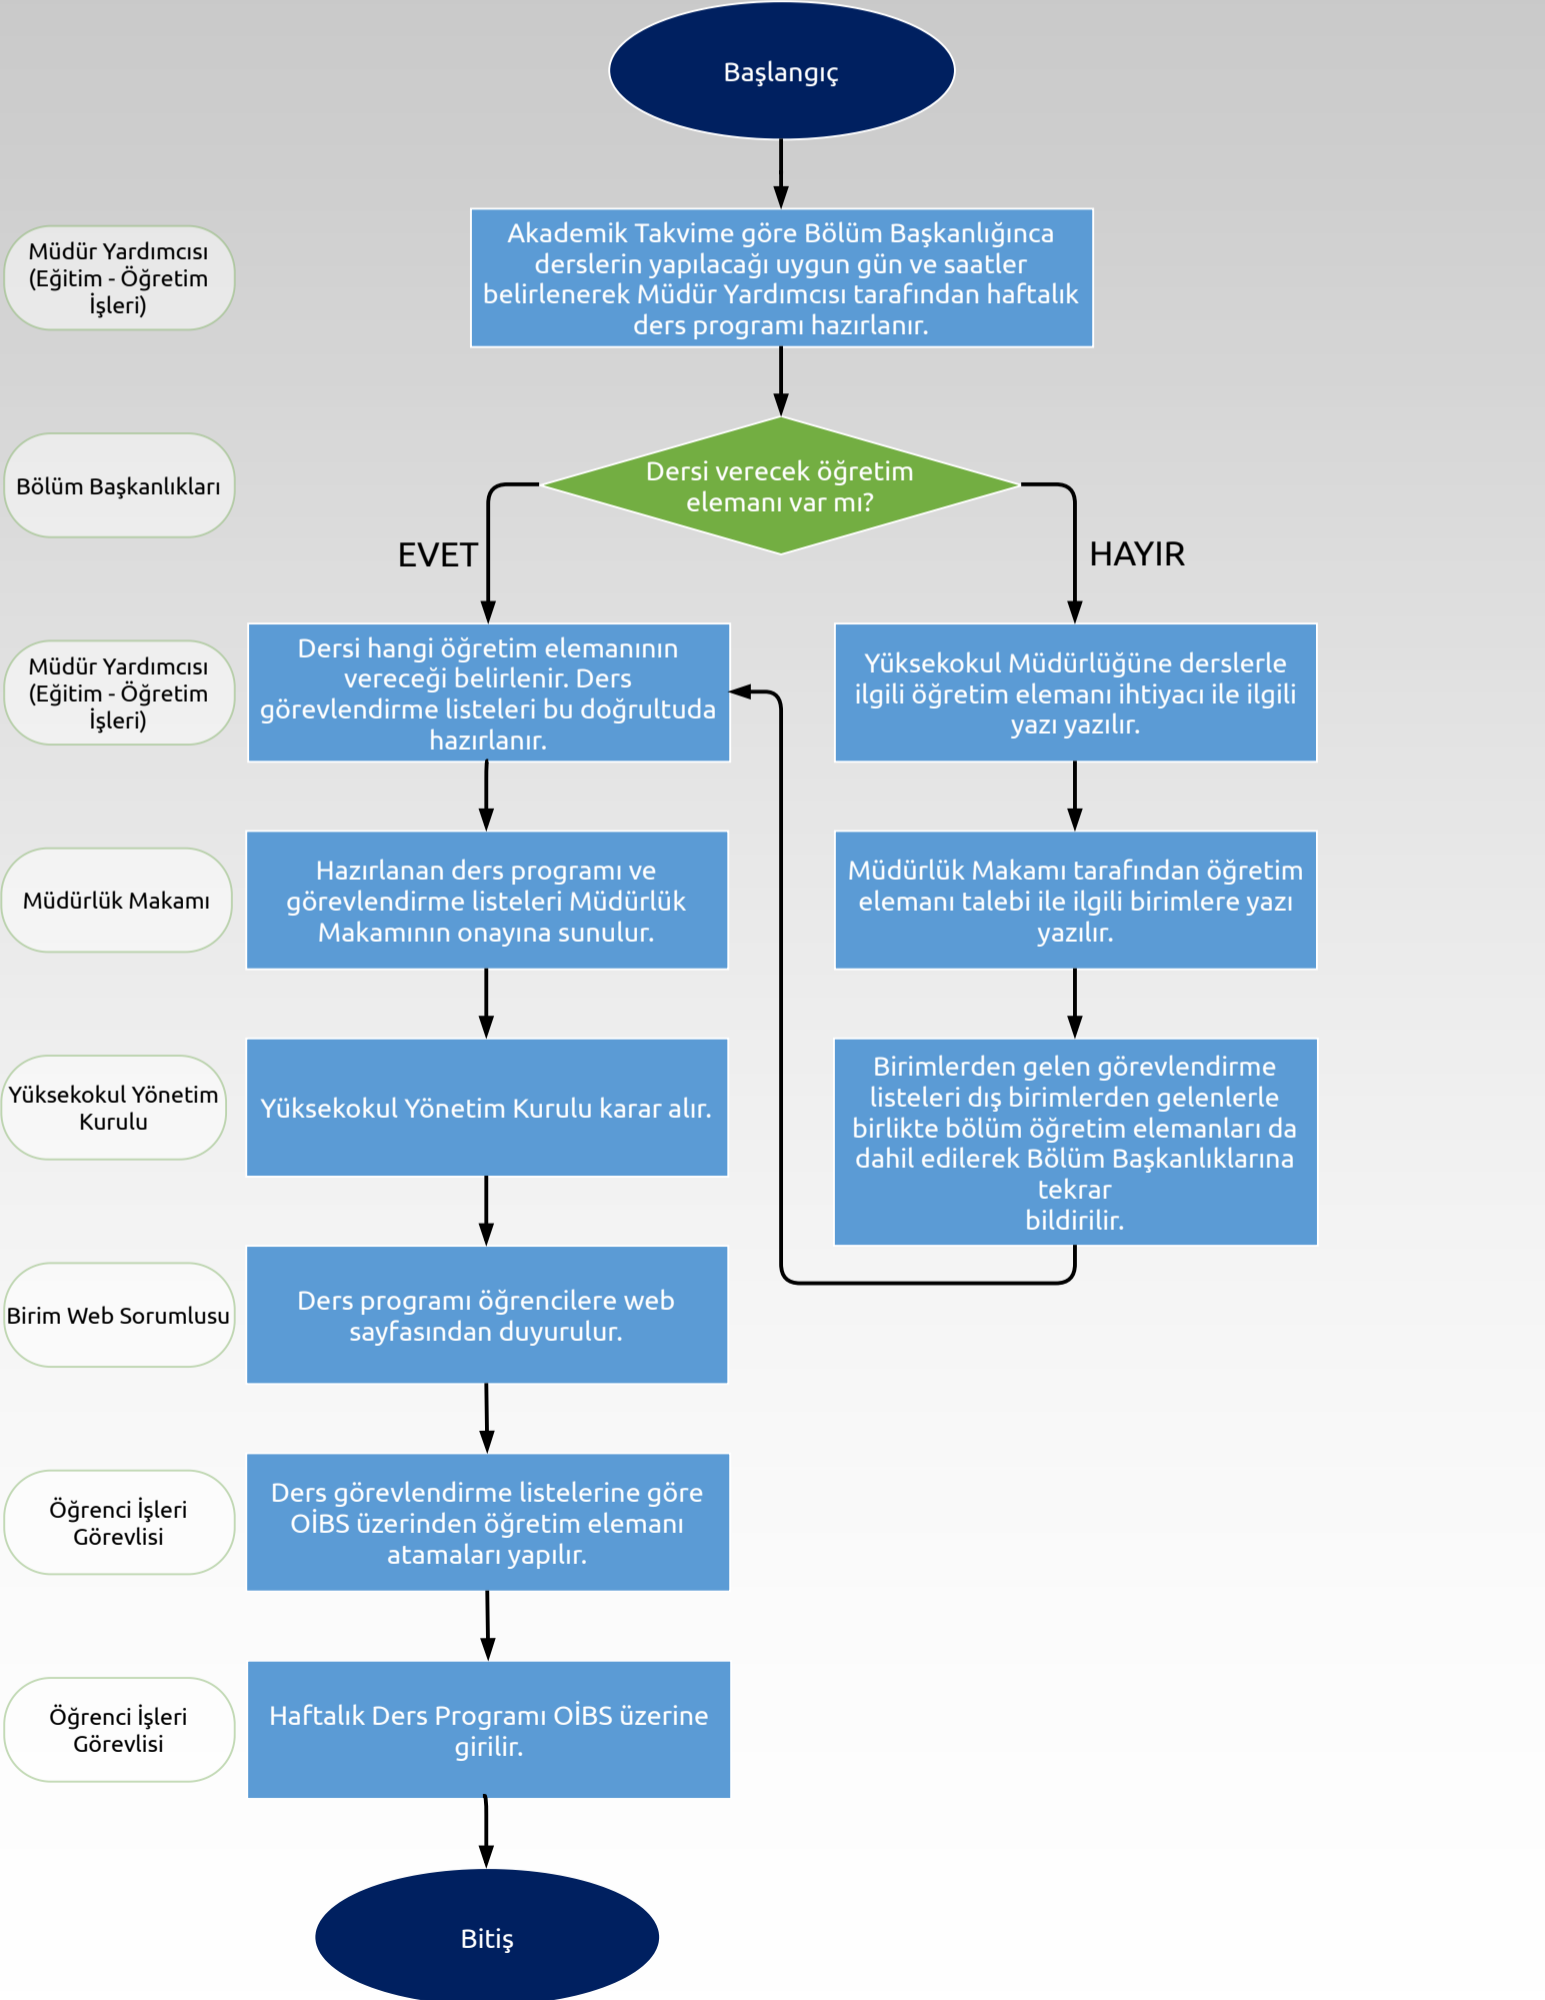 Başlangıç
Müdür Yardımcısı
(Eğitim - Öğretim
İşleri)
Akademik Takvime göre Bölüm Başkanlığınca
derslerin yapılacağı uygun gün ve saatler
belirlenerek Müdür Yardımcısı tarafından haftalık
ders programı hazırlanır.
Bölüm Başkanlıkları
Dersi verecek öğretim
elemanı var mı?
EVET
HAYIR
Müdür Yardımcısı
(Eğitim - Öğretim
İşleri)
Dersi hangi öğretim elemanının
vereceği belirlenir. Ders
görevlendirme listeleri bu doğrultuda
hazırlanır.
Yüksekokul Müdürlüğüne derslerle
ilgili öğretim elemanı ihtiyacı ile ilgili
yazı yazılır.
Müdürlük Makamı
Hazırlanan ders programı ve
görevlendirme listeleri Müdürlük
Makamının onayına sunulur.
Müdürlük Makamı tarafından öğretim
elemanı talebi ile ilgili birimlere yazı
yazılır.
Yüksekokul Yönetim
Kurulu
Yüksekokul Yönetim Kurulu karar alır.
Birimlerden gelen görevlendirme
listeleri dış birimlerden gelenlerle
birlikte bölüm öğretim elemanları da
dahil edilerek Bölüm Başkanlıklarına
tekrar
bildirilir.
Birim Web Sorumlusu
Ders programı öğrencilere web
sayfasından duyurulur.
Öğrenci İşleri
Görevlisi
Ders görevlendirme listelerine göre
OİBS üzerinden öğretim elemanı
atamaları yapılır.
Öğrenci İşleri
Görevlisi
Haftalık Ders Programı OİBS üzerine
girilir.
Bitiş